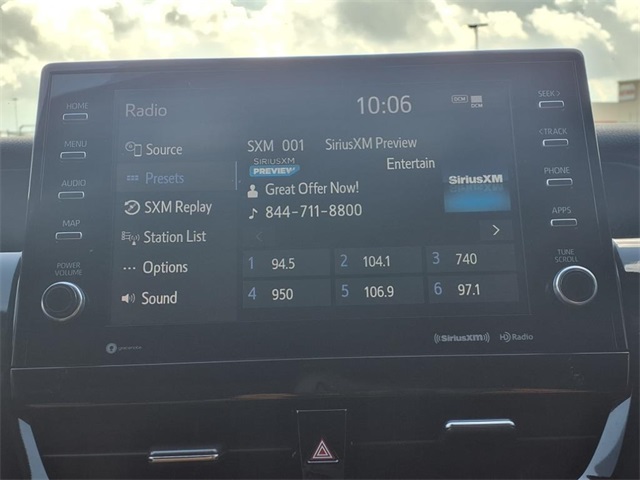 HOME
MENU
AUDIO
MAP
POWER
VOLUME
Radio
10:06
DCM
DCM
Source
Presets
SXM Replay
Station List
Options
Sound
SXM 001 SiriusXM Preview
SIRIUSXM
PREVIEW
Entertain
Great Offer Now!
844-711-8800
SiriusXM
1 94.5 2 104.1 3 740
4 950 5 106.9 6 97.1
SEEK >
< TRACK
PHONE
APPS
TUNE
SCROLL
((SiriusXM)) HD Radio